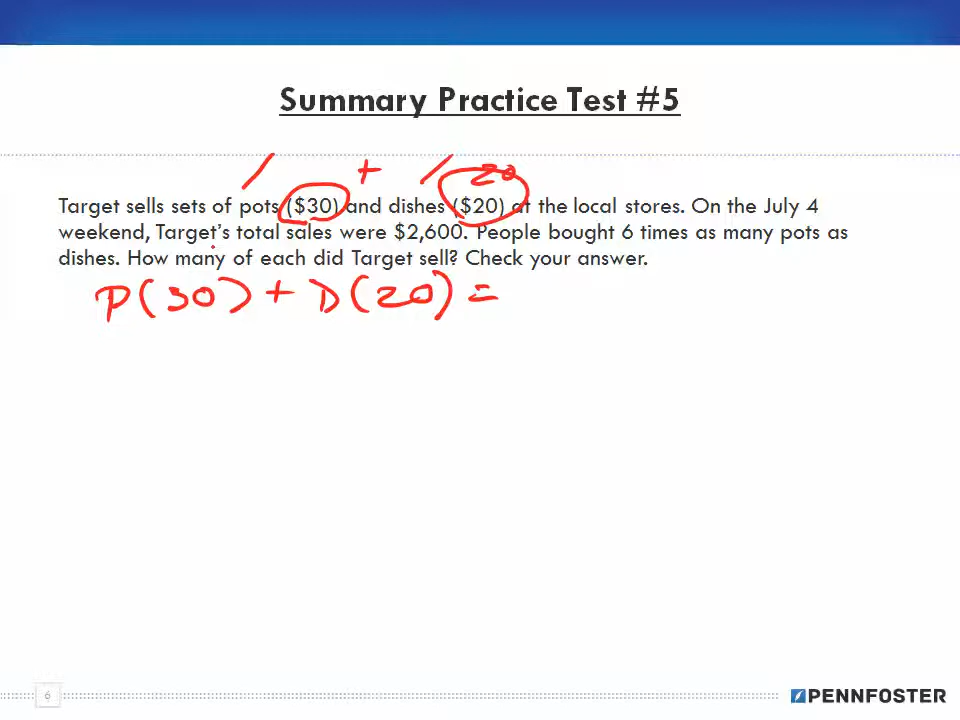 Summary Practice Test #5
+ 20
Target sells sets of pots ($30) and dishes ($20) at the local stores. On the July 4
weekend, Target's total sales were $2,600. People bought 6 times as many pots as
dishes. How many of each did Target sell? Check your answer.
P(30) + D(20) =
6
PENNFOSTER